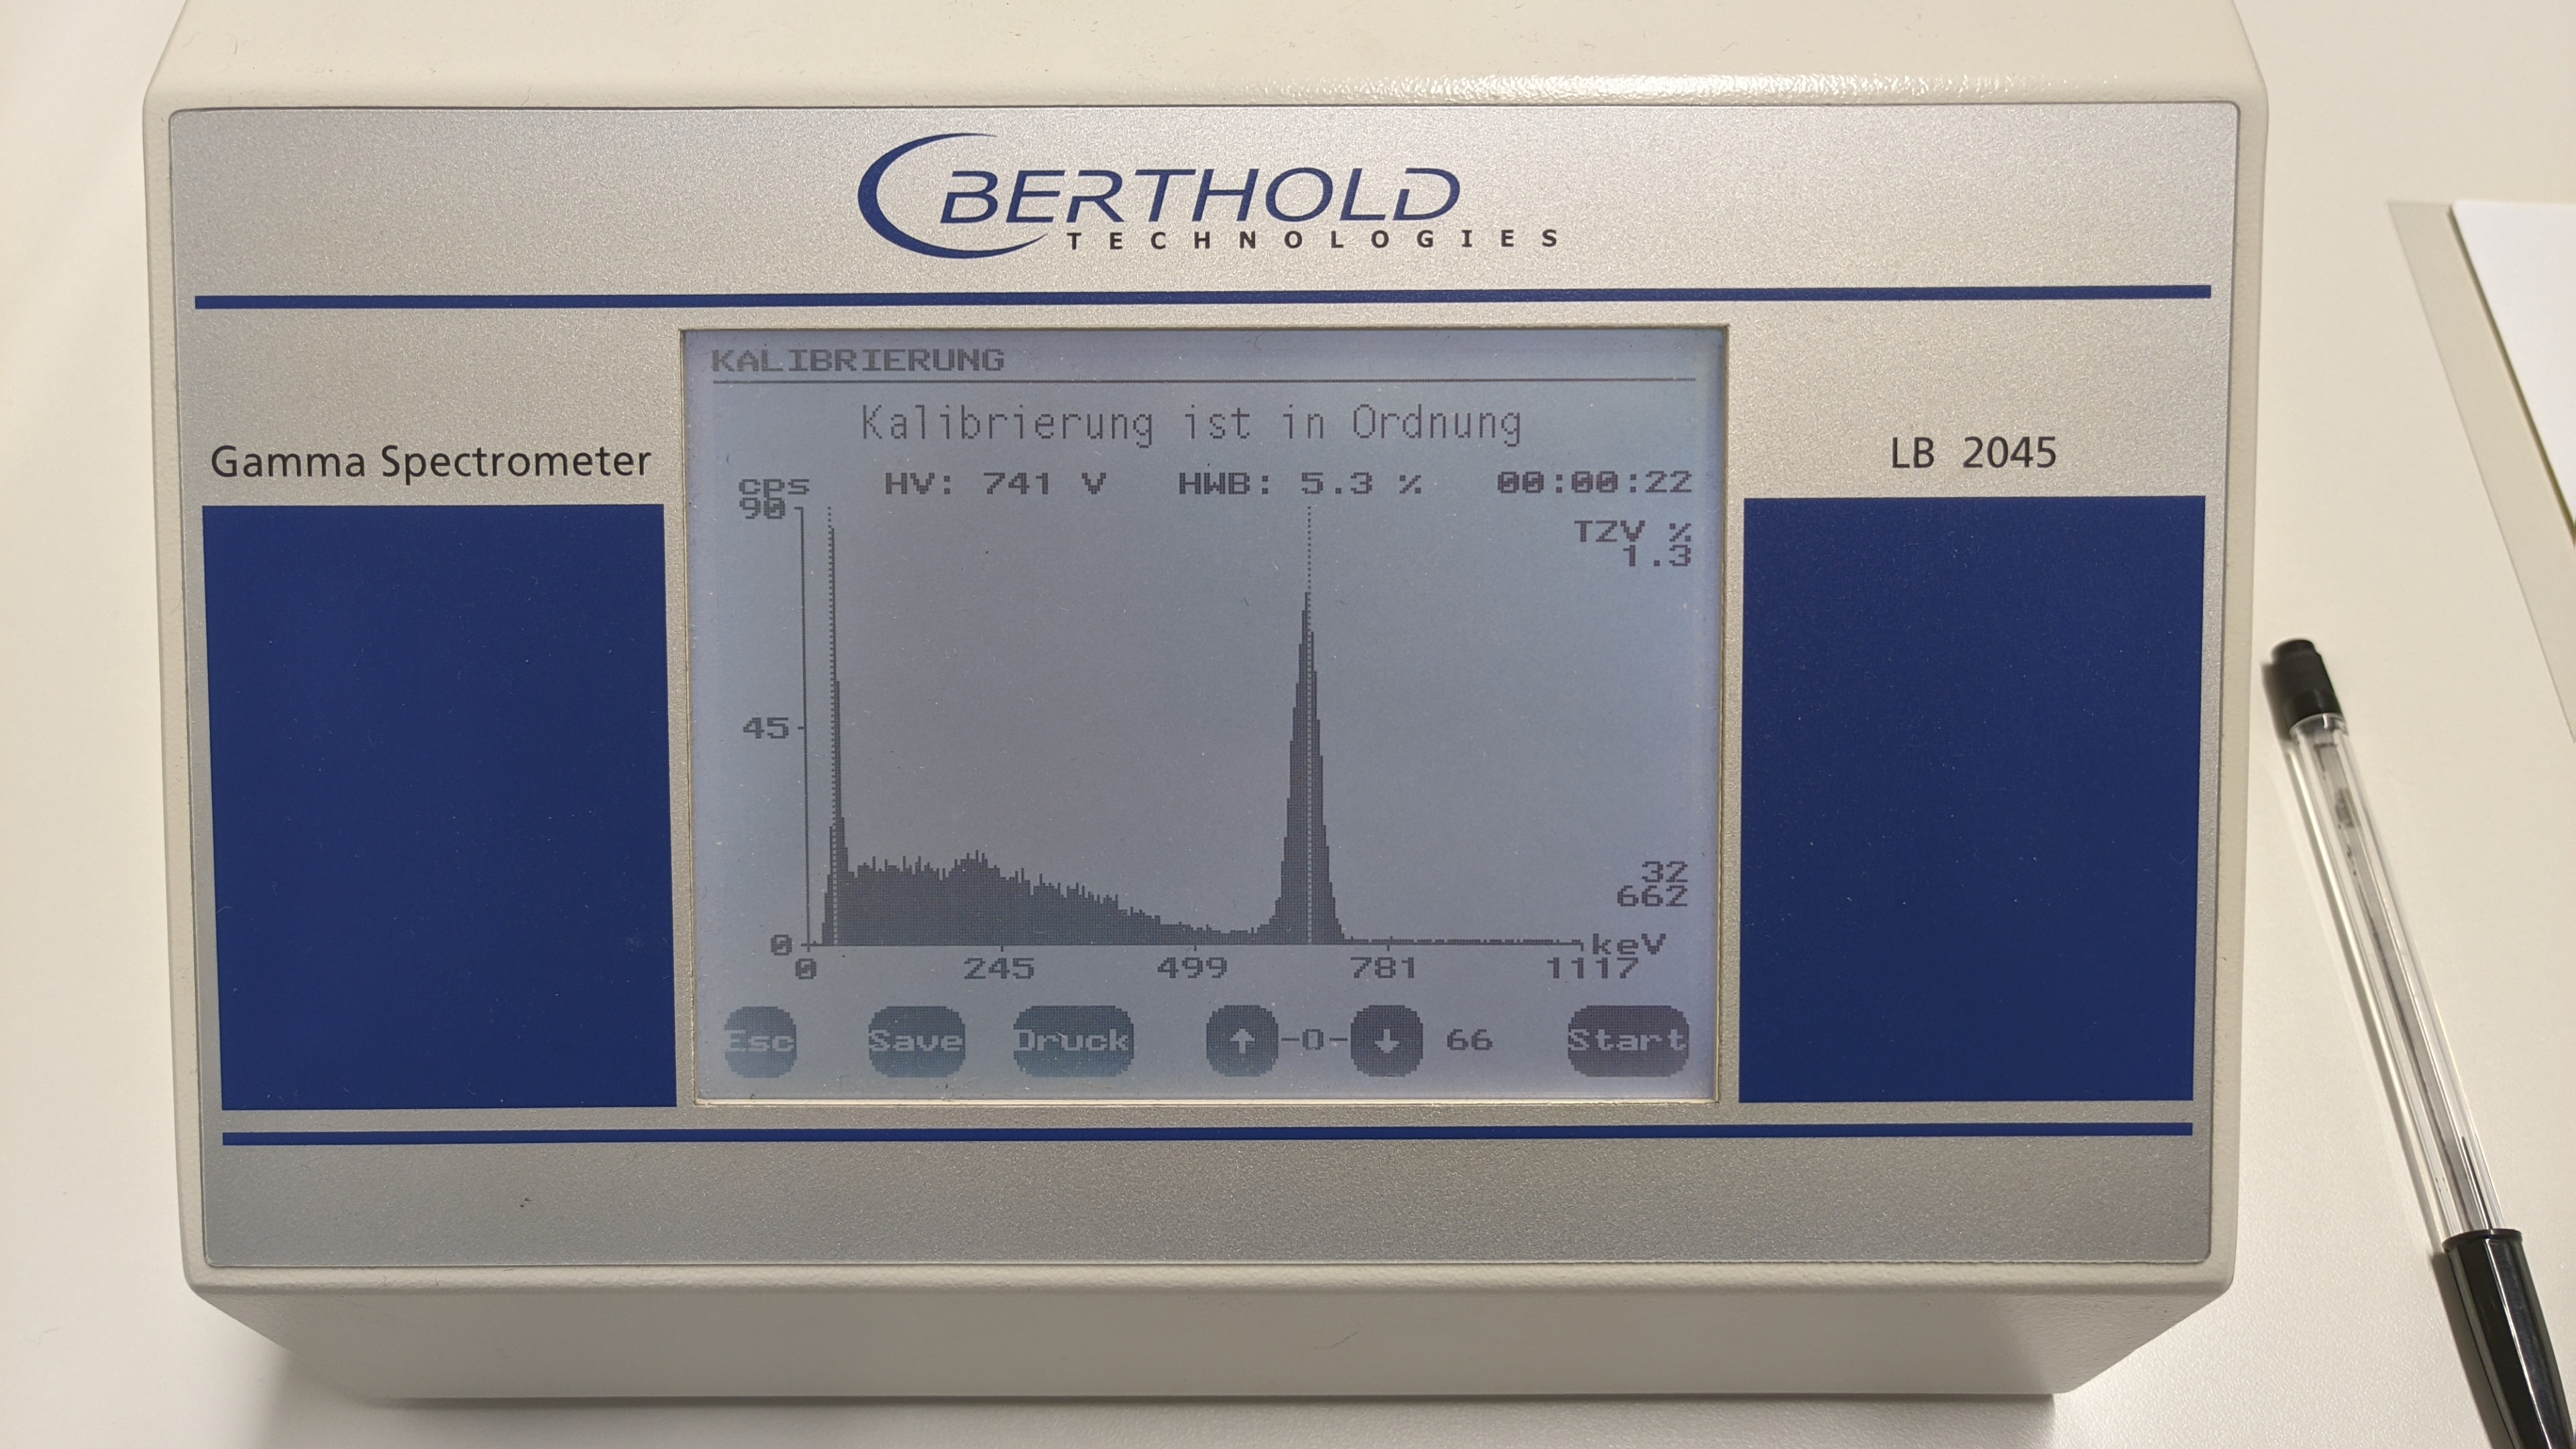 BERTHOLD
TECHNOLOGIES
Gamma Spectrometer
LB 2045
KALIBRIERUNG
Kalibrierung ist in Ordnung
cps HV: 741 V HWB: 5.3 % 00:00:22
90
TZV %
1.3
45
32
662
0 keV
0 245 499 781 1117
Esc Save Druck -0- 66 Start